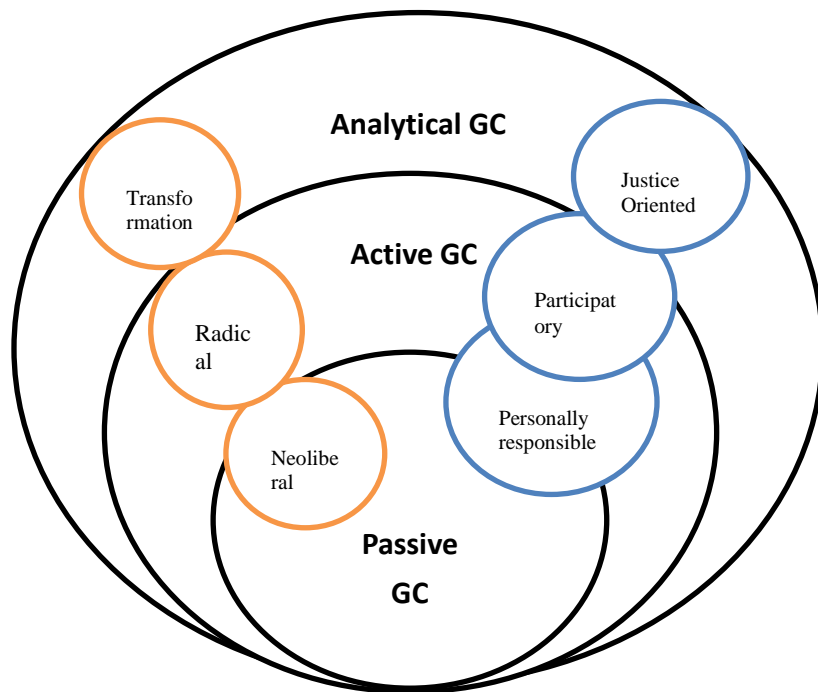 Analytical GC
Justice
Oriented
Transfo
rmation
Active GC
Participat
ory
Radic
al
Personally
responsible
Neolibe
ral
Passive
GC